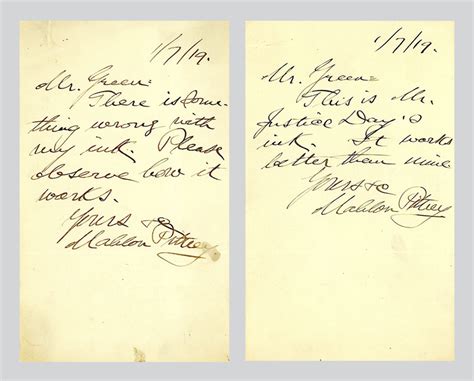 1/7/19.
Mr. Green:
There is some-
thing wrong with
my ink. Please
observe how it
works.
Yours &c
Mahlon Pitney
1/7/19.
Mr. Green:
This is Mr.
Justice Day's
ink. It works
better than mine
Yours &c
Mahlon Pitney